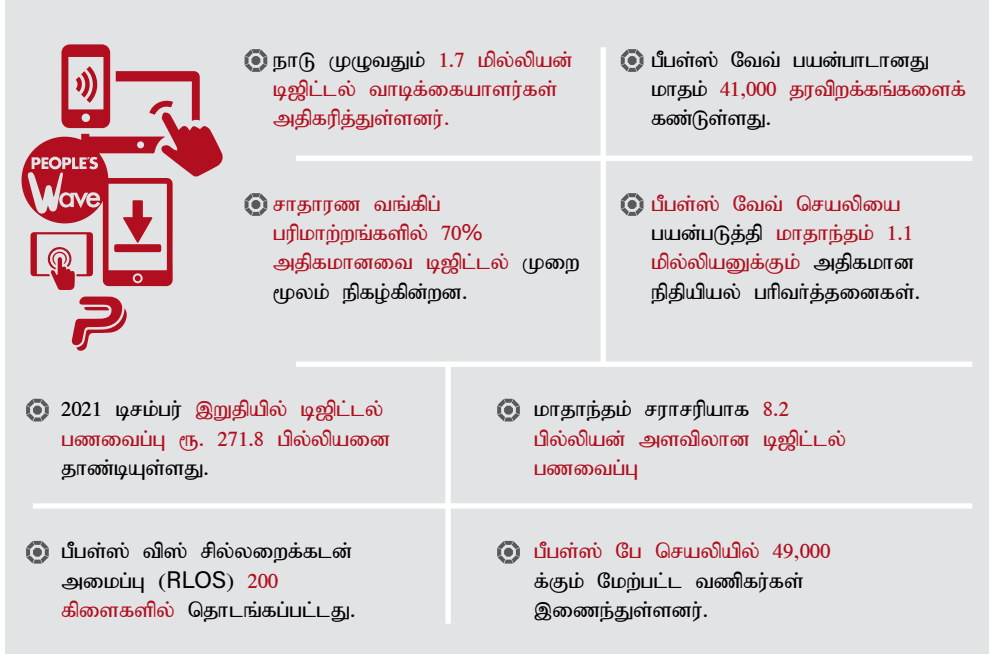 PEOPLE'S
Wave
நாடு முழுவதும் 1.7 மில்லியன்
டிஜிட்டல் வாடிக்கையாளர்கள்
அதிகரித்துள்ளனர்.
பீபள்ஸ் வேவ் பயன்பாடானது
மாதம் 41,000 தரவிறக்கங்களைக்
கண்டுள்ளது.
சாதாரண வங்கிப்
பரிமாற்றங்களில் 70%
அதிகமானவை டிஜிட்டல் முறை
மூலம் நிகழ்கின்றன.
பீபள்ஸ் வேவ் செயலியை
பயன்படுத்தி மாதாந்தம் 1.1
மில்லியனுக்கும் அதிகமான
நிதியியல் பரிவர்த்தனைகள்.
2021 டிசம்பர் இறுதியில் டிஜிட்டல்
பணவைப்பு ரூ. 271.8 பில்லியனை
தாண்டியுள்ளது.
மாதாந்தம் சராசரியாக 8.2
பில்லியன் அளவிலான டிஜிட்டல்
பணவைப்பு
பீபள்ஸ் விஸ் சில்லறைக்கடன்
அமைப்பு (RLOS) 200
கிளைகளில் தொடங்கப்பட்டது.
பீபள்ஸ் பே செயலியில் 49,000
க்கும் மேற்பட்ட வணிகர்கள்
இணைந்துள்ளனர்.